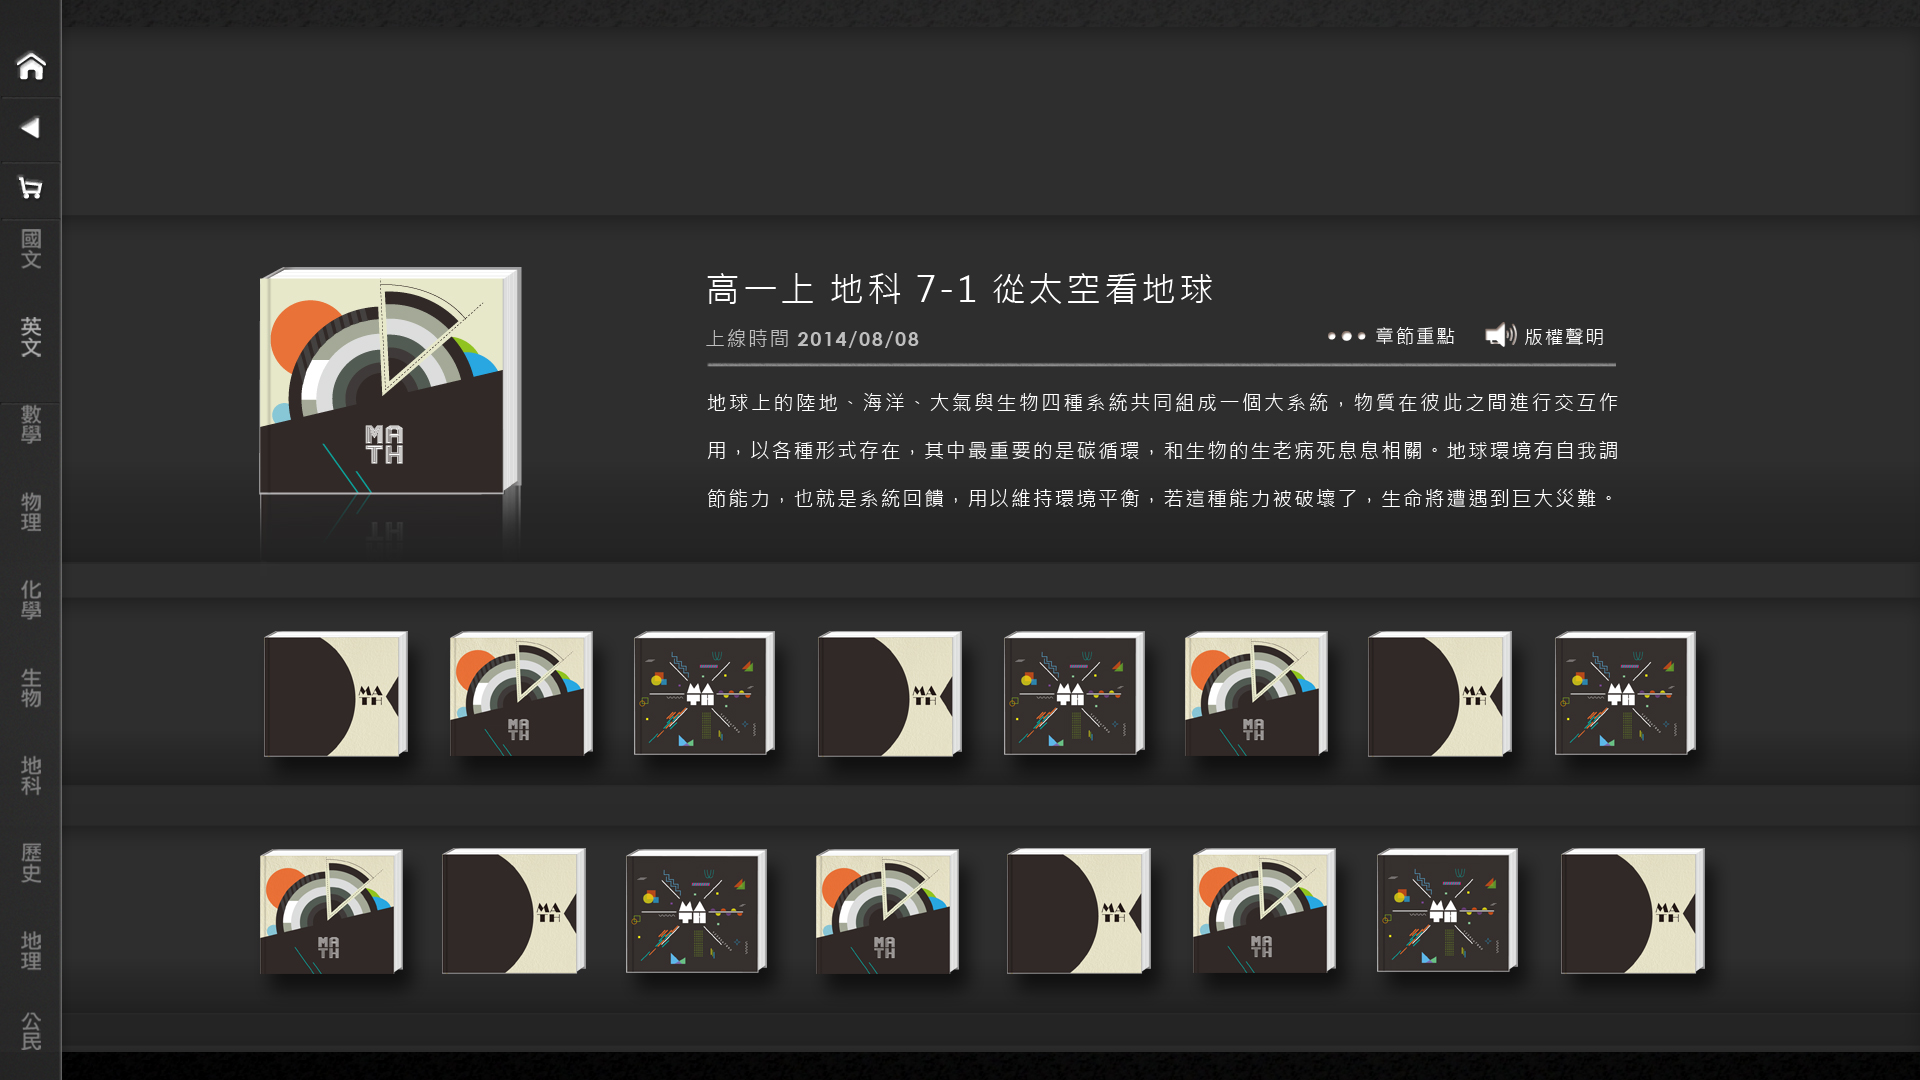 國文
英文
數學
物理
化學
生物
地科
歷史
地理
公民
高一上 地科 7-1 從太空看地球
上線時間 2014/08/08
章節重點
版權聲明
地球上的陸地、海洋、大氣與生物四種系統共同組成一個大系統，物質在彼此之間進行交互作
用，以各種形式存在，其中最重要的是碳循環，和生物的生老病死息息相關。地球環境有自我調
節能力，也就是系統回饋，用以維持環境平衡，若這種能力被破壞了，生命將遭遇到巨大災難。
MA
TH
MA
TH
MA
TH
MA
TH
MA
TH
MA
TH
MA
TH
MA
TH
MA
TH
MA
TH
MA
TH
MA
TH
MA
TH
MA
TH
MA
TH
MA
TH
MA
TH